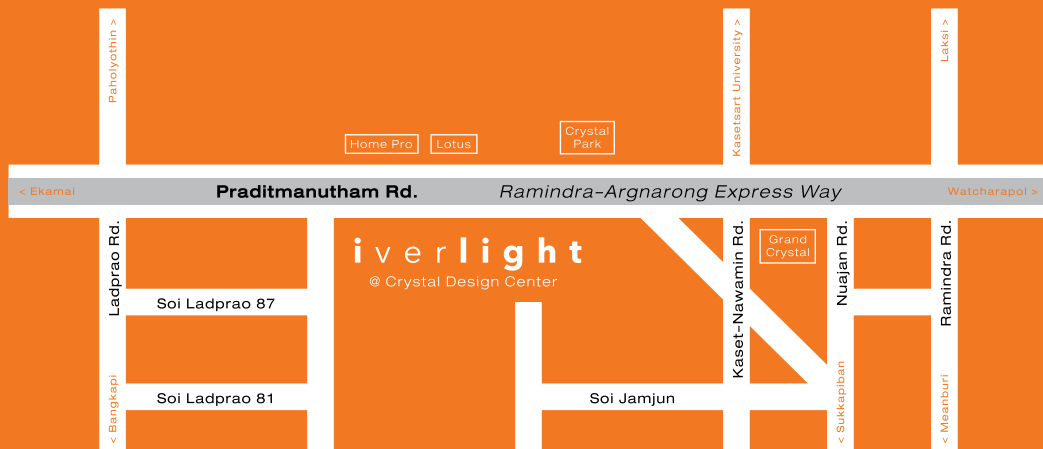 Paholyothin >
Kasetsart University >
Laksi >
Home Pro
Lotus
Crystal
Park
< Ekamai
Praditmanutham Rd.
Ramindra-Argnarong Express Way
Watcharapol >
Ladprao Rd.
iverlight
@ Crystal Design Center
Kaset-Nawamin Rd.
Grand
Crystal
Nuajan Rd.
Ramindra Rd.
Soi Ladprao 87
Soi Ladprao 81
Soi Jamjun
< Bangkapi
< Sukkapiban
< Meanburi